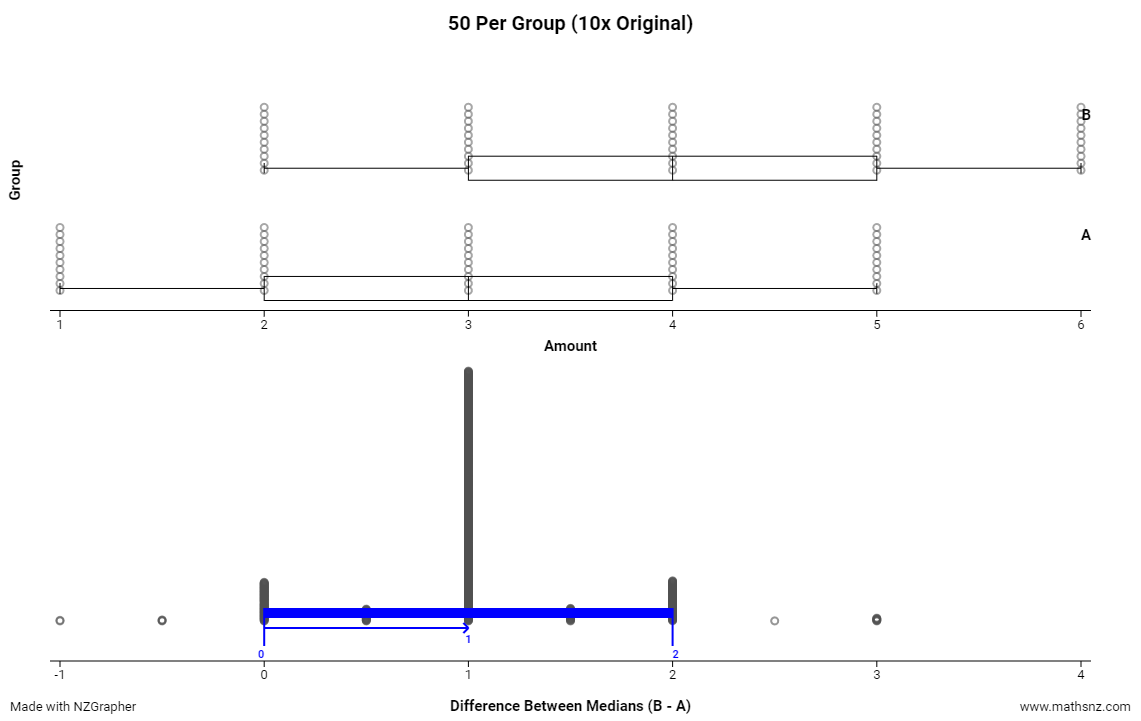 50 Per Group (10x Original)
B
Group
A
1 2 3 4 5 6
Amount
1
0 2
-1 0 1 2 3 4
Made with NZGrapher Difference Between Medians (B - A) www.mathsnz.com